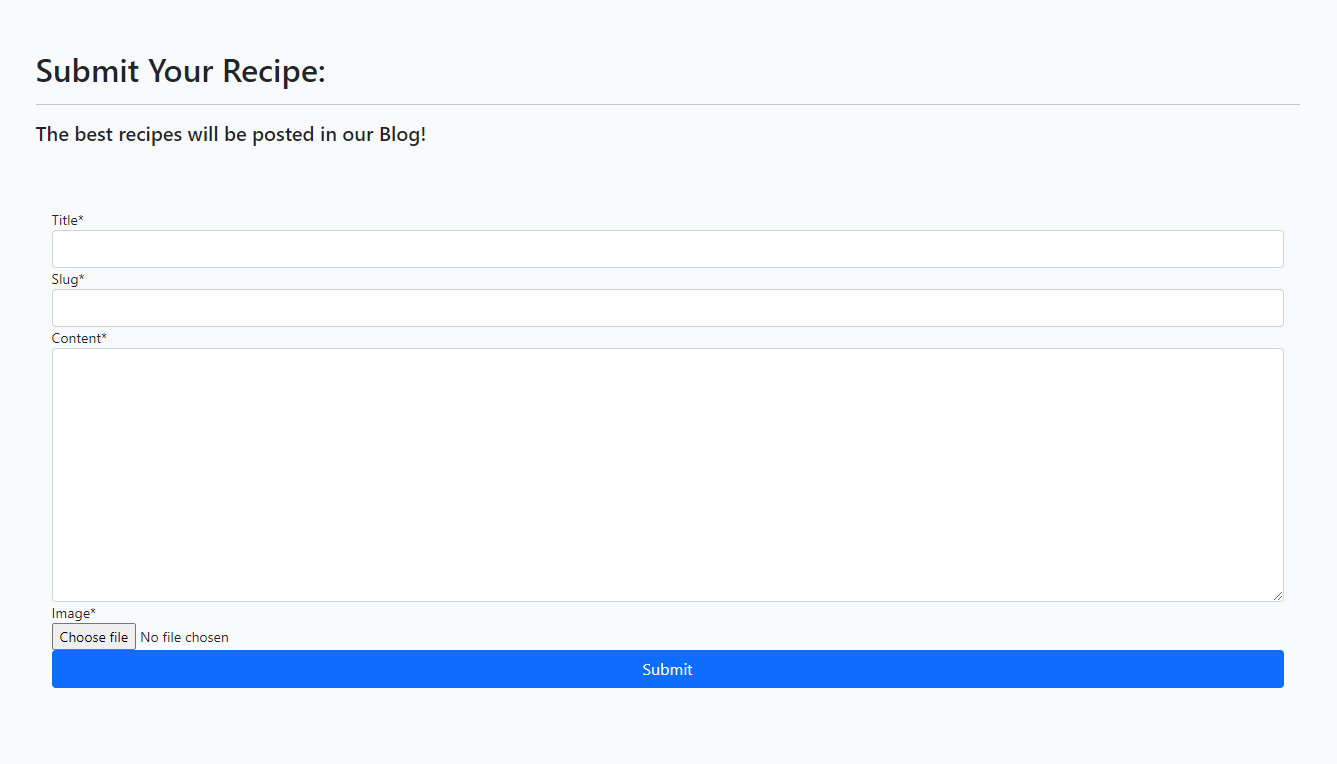 Submit Your Recipe:
The best recipes will be posted in our Blog!
Title*
Slug*
Content*
Image*
Choose file No file chosen
Submit